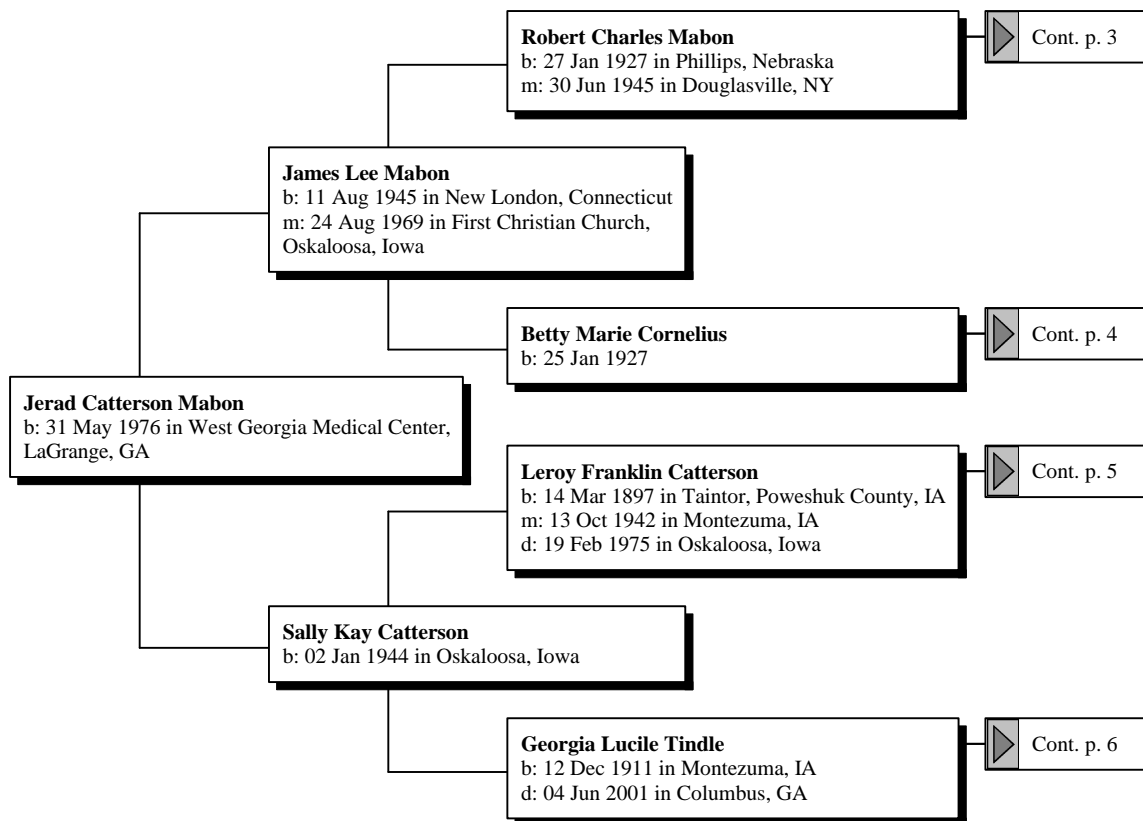 Robert Charles Mabon
b: 27 Jan 1927 in Phillips, Nebraska
m: 30 Jun 1945 in Douglasville, NY
Cont. p. 3
James Lee Mabon
b: 11 Aug 1945 in New London, Connecticut
m: 24 Aug 1969 in First Christian Church,
Oskaloosa, Iowa
Betty Marie Cornelius
b: 25 Jan 1927
Cont. p. 4
Jerad Catterson Mabon
b: 31 May 1976 in West Georgia Medical Center,
LaGrange, GA
Leroy Franklin Catterson
b: 14 Mar 1897 in Taintor, Poweshuk County, IA
m: 13 Oct 1942 in Montezuma, IA
d: 19 Feb 1975 in Oskaloosa, Iowa
Cont. p. 5
Sally Kay Catterson
b: 02 Jan 1944 in Oskaloosa, Iowa
Georgia Lucile Tindle
b: 12 Dec 1911 in Montezuma, IA
d: 04 Jun 2001 in Columbus, GA
Cont. p. 6